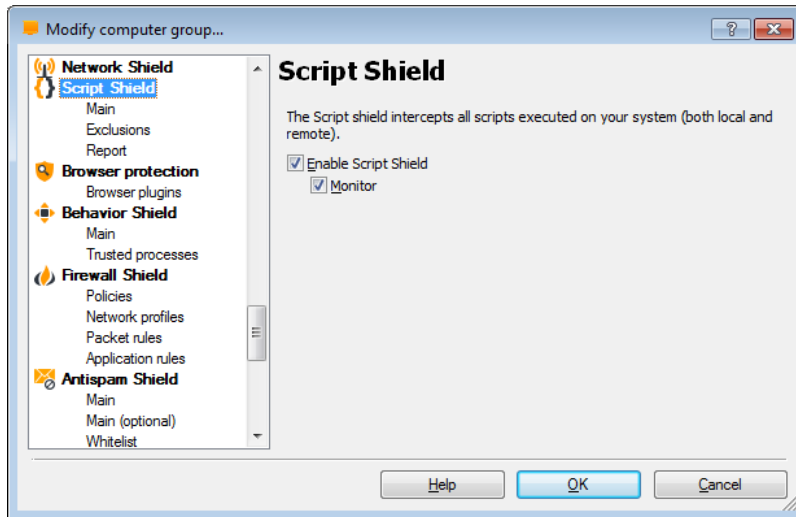 Modify computer group...
Network Shield
Script Shield
Main
Exclusions
Report
Browser protection
Browser plugins
Behavior Shield
Main
Trusted processes
Firewall Shield
Policies
Network profiles
Packet rules
Application rules
Antispam Shield
Main
Main (optional)
Whitelist
Script Shield
The Script shield intercepts all scripts executed on your system (both local and
remote).
Enable Script Shield
Monitor
Help
OK
Cancel